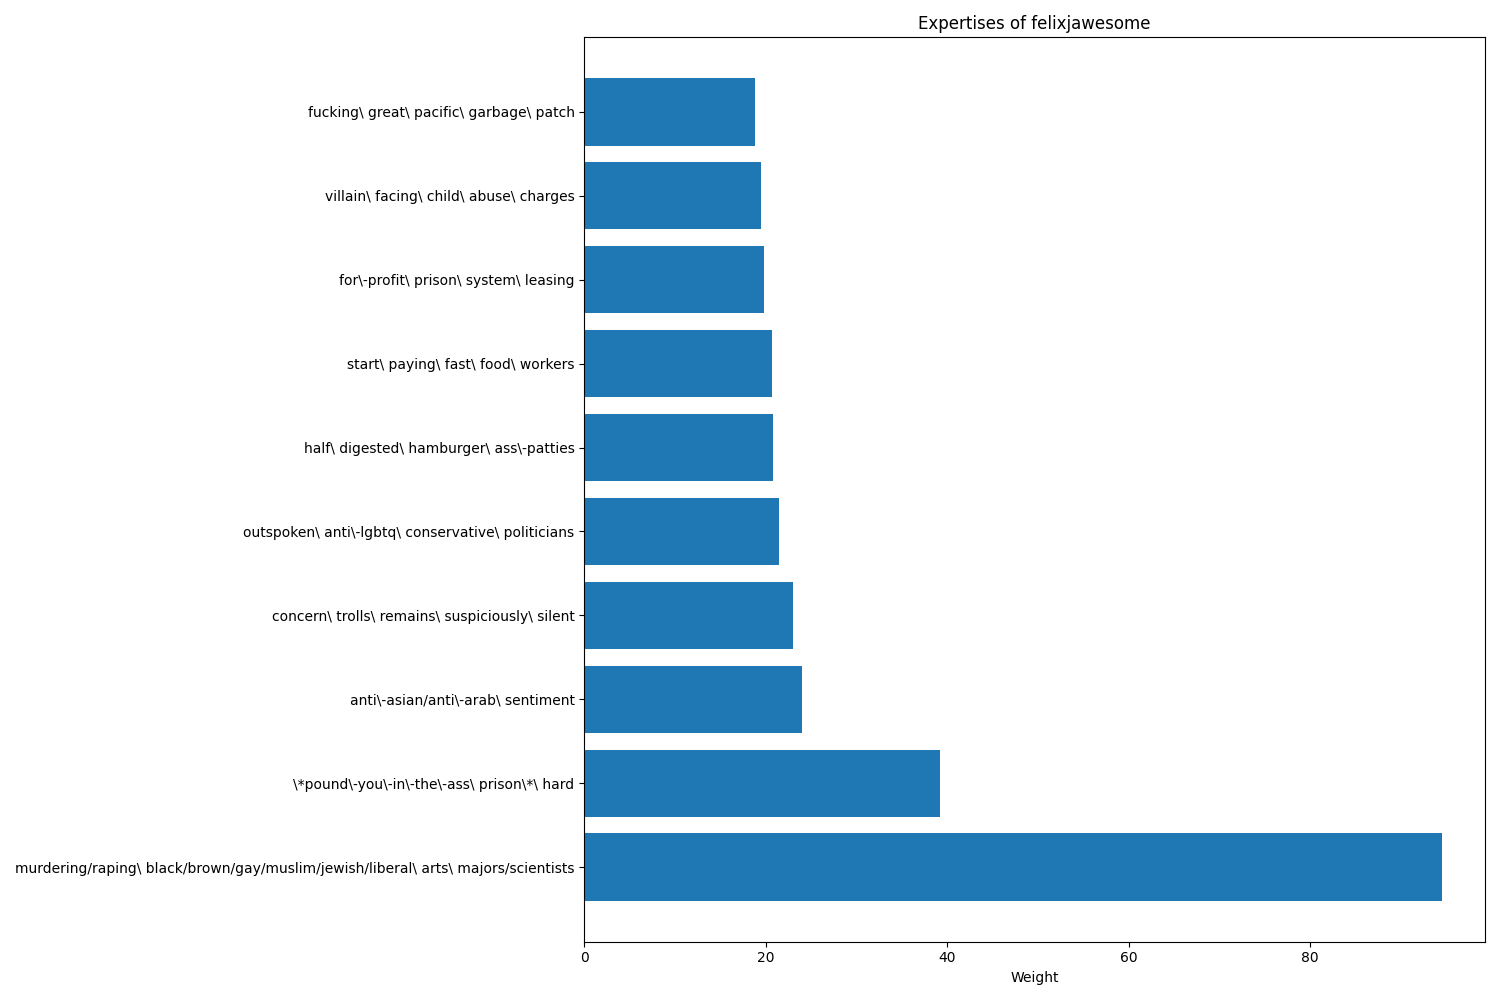 Expertises of felixjawesome
fucking\ great\ pacific\ garbage\ patch
villain\ facing\ child\ abuse\ charges
for\-profit\ prison\ system\ leasing
start\ paying\ fast\ food\ workers
half\ digested\ hamburger\ ass\-patties
outspoken\ anti\-lgbtq\ conservative\ politicians
concern\ trolls\ remains\ suspiciously\ silent
anti\-asian/anti\-arab\ sentiment
\*pound\-you\-in\-the\-ass\ prison\*\ hard
murdering/raping\ black/brown/gay/muslim/jewish/liberal\ arts\ majors/scientists
0 20 40 60 80
Weight